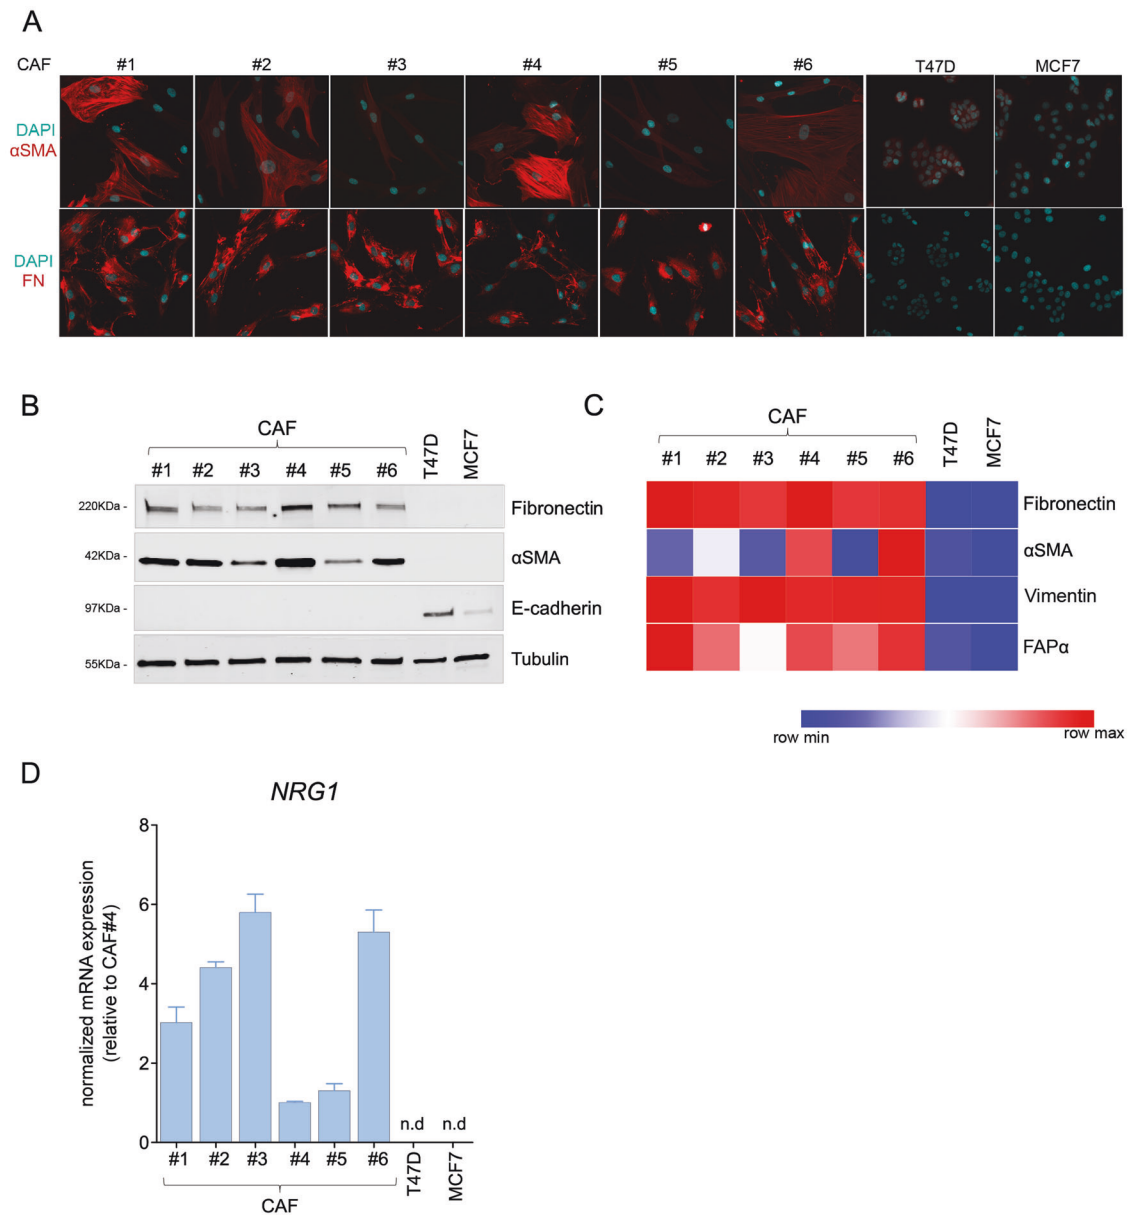 A
CAF #1 #2 #3 #4 #5 #6 T47D MCF7
DAPI
αSMA
DAPI
FN
B
CAF
#1 #2 #3 #4 #5 #6 T47D MCF7
220KDa - Fibronectin
42KDa - αSMA
97KDa - E-cadherin
55KDa - Tubulin
C
CAF
#1 #2 #3 #4 #5 #6 T47D MCF7
Fibronectin
αSMA
Vimentin
FAPα
row min row max
D
NRG1
normalized mRNA expression
(relative to CAF#4)
8
6
4
2
0
n.d n.d
#1 #2 #3 #4 #5 #6 T47D MCF7
CAF